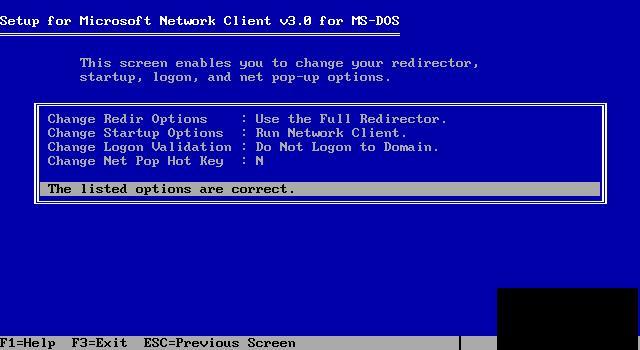 Setup for Microsoft Network Client v3.0 for MS-DOS
This screen enables you to change your redirector,
startup, logon, and net pop-up options.
Change Redir Options : Use the Full Redirector.
Change Startup Options : Run Network Client.
Change Logon Validation : Do Not Logon to Domain.
Change Net Pop Hot Key : N
The listed options are correct.
F1=Help F3=Exit ESC=Previous Screen